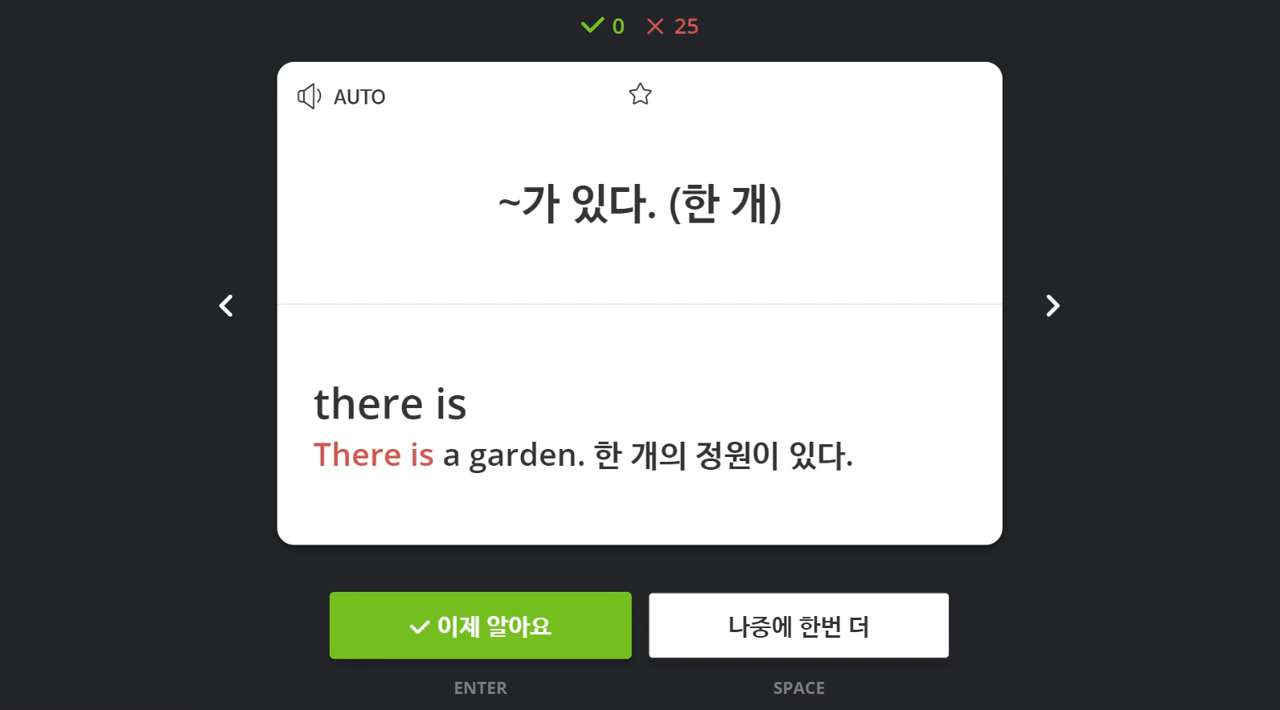 0 25
AUTO
~가 있다. (한 개)
there is
There is a garden. 한 개의 정원이 있다.
이제 알아요 나중에 한번 더
ENTER SPACE